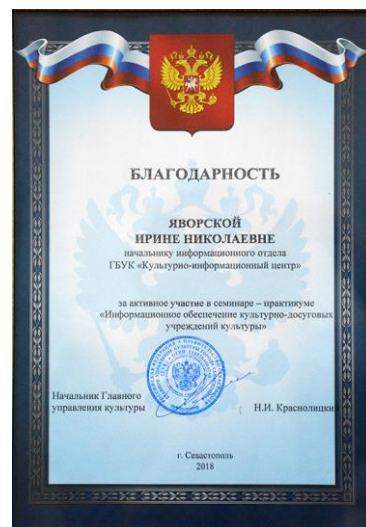 БЛАГОДАРНОСТЬ
ЯВОРСКОЙ
ИРИНЕ НИКОЛАЕВНЕ
начальнику информационного отдела
ГБУК «Культурно-информационный центр»
за активное участие в семинаре – практикуме
«Информационное обеспечение культурно-досуговых
учреждений культуры»
Начальник Главного
управления культуры
Н.И. Краснолицкий
г. Севастополь
2018